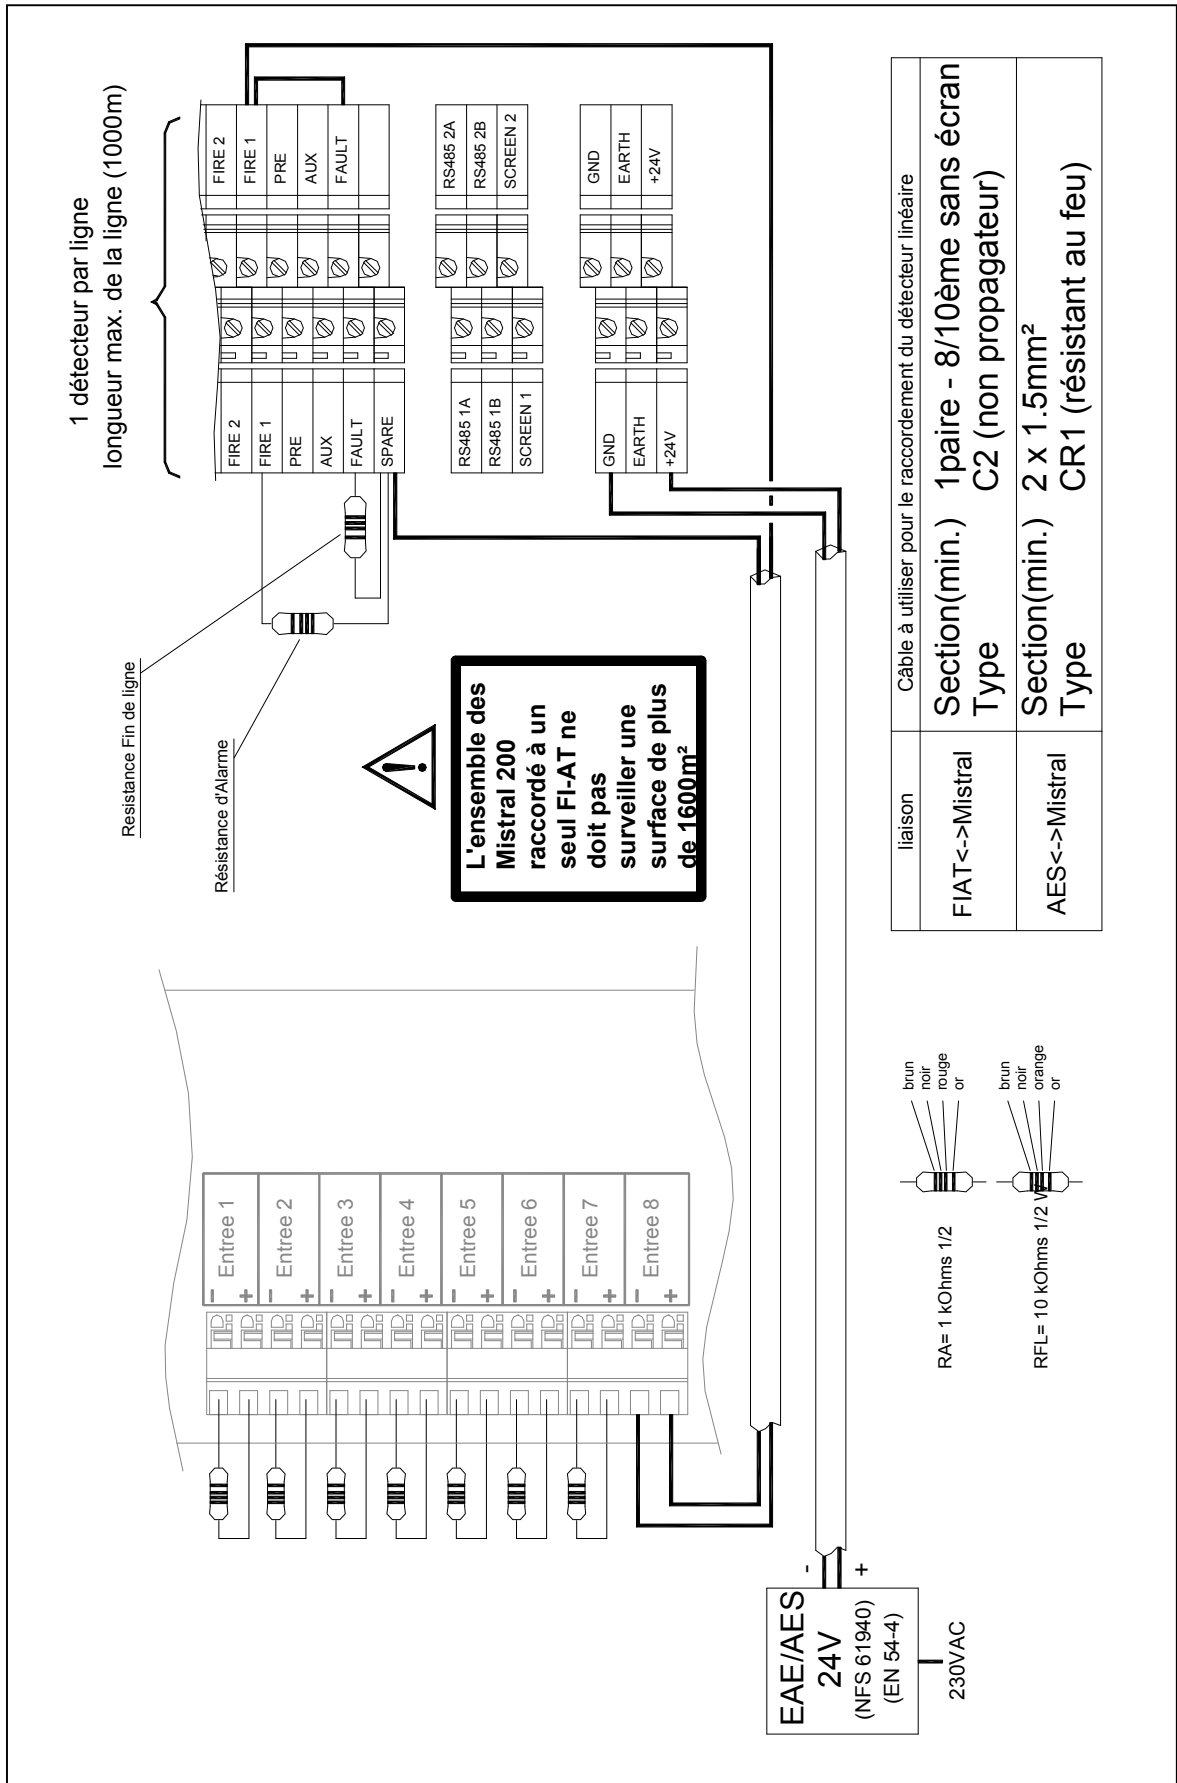 1 détecteur par ligne
longueur max. de la ligne (1000m)
FIRE 2
FIRE 1
PRE
AUX
FAULT
RS485 2A
RS485 2B
SCREEN 2
GND
EARTH
+24V
FIRE 2
FIRE 1
PRE
AUX
FAULT
SPARE
RS485 1A
RS485 1B
SCREEN 1
GND
EARTH
+24V
Resistance Fin de ligne
Résistance d'Alarme
!
L'ensemble des
Mistral 200
raccordé à un
seul FI-AT ne
doit pas
surveiller une
surface de plus
de 1600m²
- Entree 1 +
- Entree 2 +
- Entree 3 +
- Entree 4 +
- Entree 5 +
- Entree 6 +
- Entree 7 +
- Entree 8 +
EAE/AES
24V
(NFS 61940)
(EN 54-4)
-
+
230VAC
RA= 1 kOhms 1/2
brun
noir
rouge
or
RFL= 10 kOhms 1/2 W
brun
noir
orange
or
liaison
Câble à utiliser pour le raccordement du détecteur linéaire
FIAT<->Mistral
Section(min.) 1paire - 8/10ème sans écran
Type C2 (non propagateur)
AES<->Mistral
Section(min.) 2 x 1.5mm²
Type CR1 (résistant au feu)